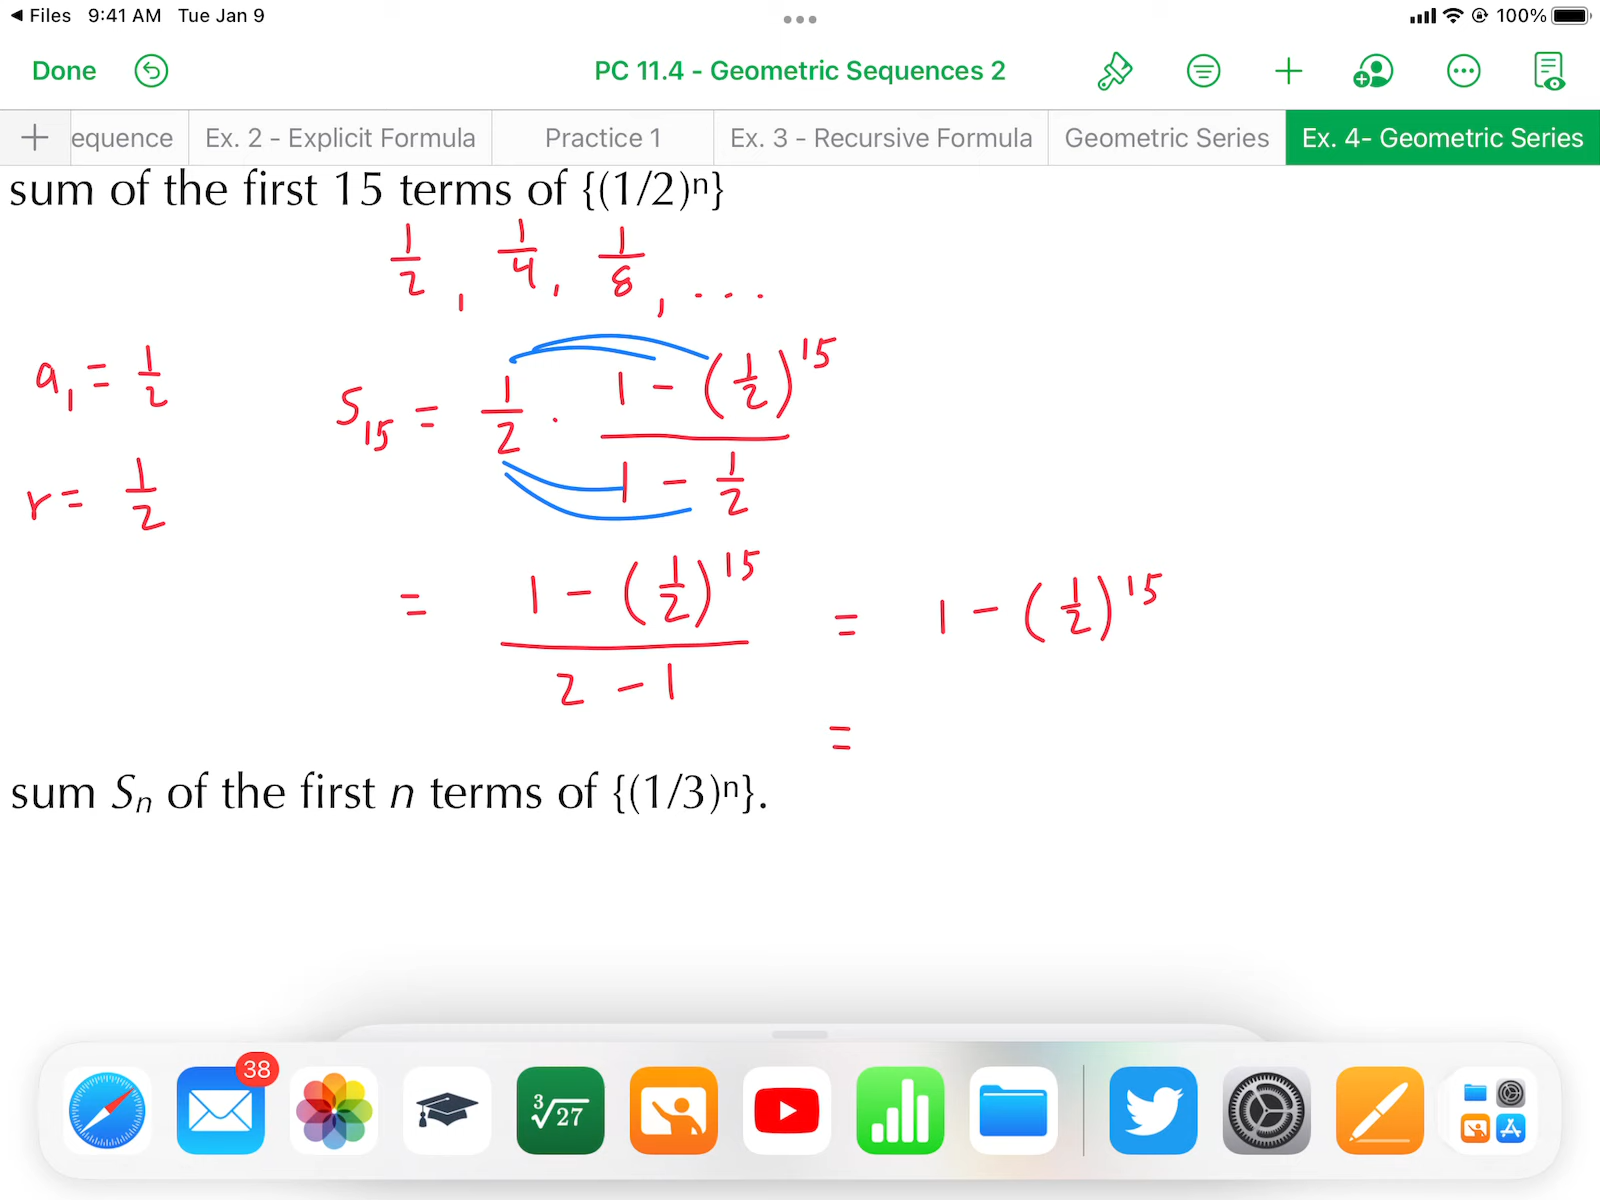 ◀ Files 9:41 AM Tue Jan 9 100%
Done PC 11.4 - Geometric Sequences 2
equence Ex. 2 - Explicit Formula Practice 1 Ex. 3 - Recursive Formula Geometric Series Ex. 4- Geometric Series
sum of the first 15 terms of {(1/2)ⁿ}
1/2, 1/4, 1/8, ...
a₁ = 1/2
S₁₅ = 1/2 · (1 - (1/2)¹⁵)/(1 - 1/2)
r = 1/2
= (1 - (1/2)¹⁵)/(2 - 1) = 1 - (1/2)¹⁵
=
sum Sₙ of the first n terms of {(1/3)ⁿ}.
38
³√27